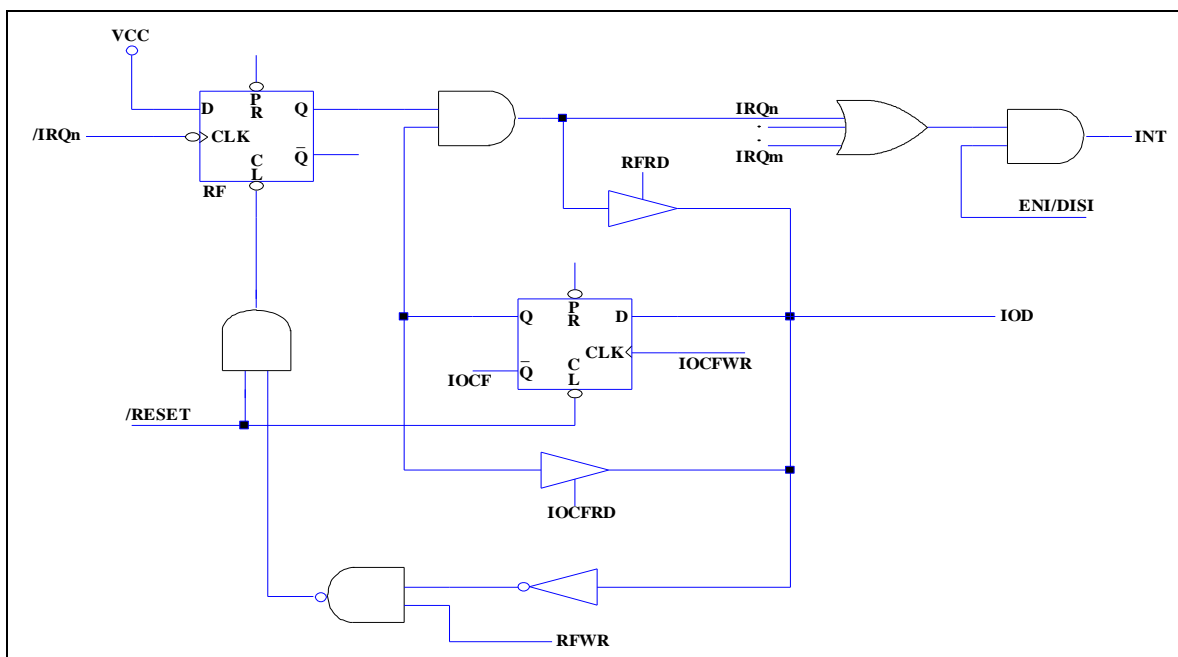 VCC
D
P
R
Q
/IRQn
CLK
Q̅
C
L
RF
IRQn
IRQm
INT
RFRD
ENI/DISI
Q
P
R
D
IOD
CLK
IOCFWR
IOCF
Q̅
C
L
/RESET
IOCFRD
RFWR